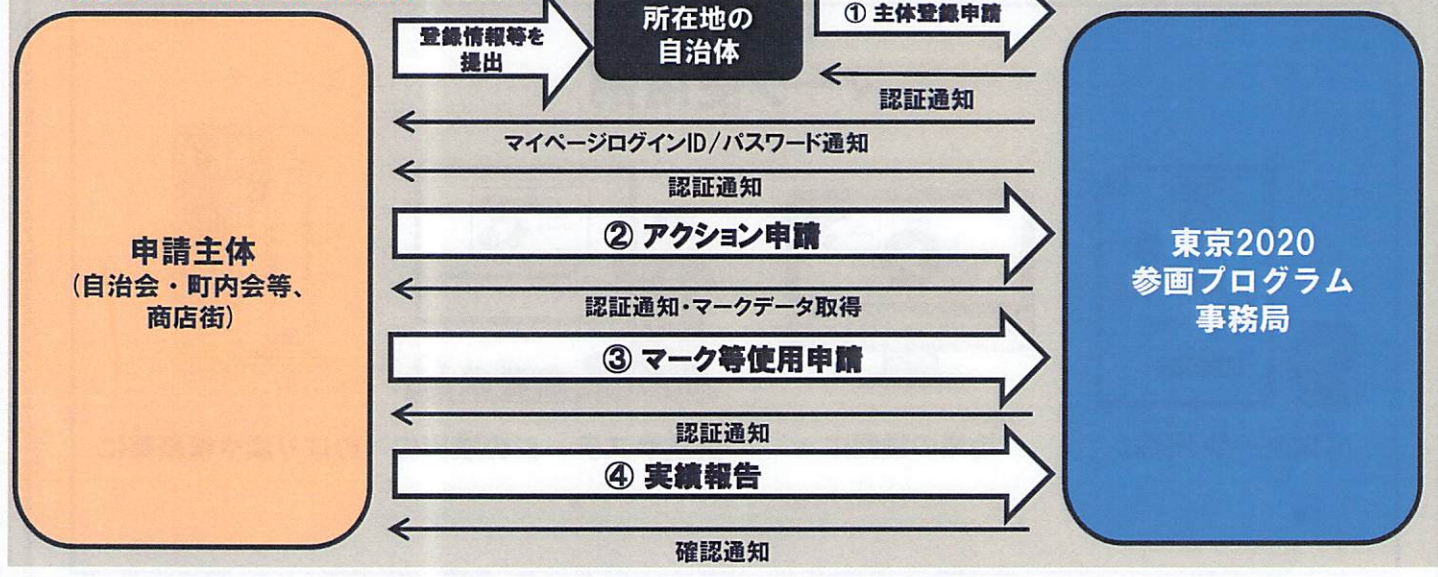 登録情報等を
提出
所在地の
自治体
① 主体登録申請
認証通知
マイページログインID/パスワード通知
認証通知
② アクション申請
申請主体
(自治会・町内会等、
商店街)
東京2020
参画プログラム
事務局
認証通知・マークデータ取得
③ マーク等使用申請
認証通知
④ 実績報告
確認通知